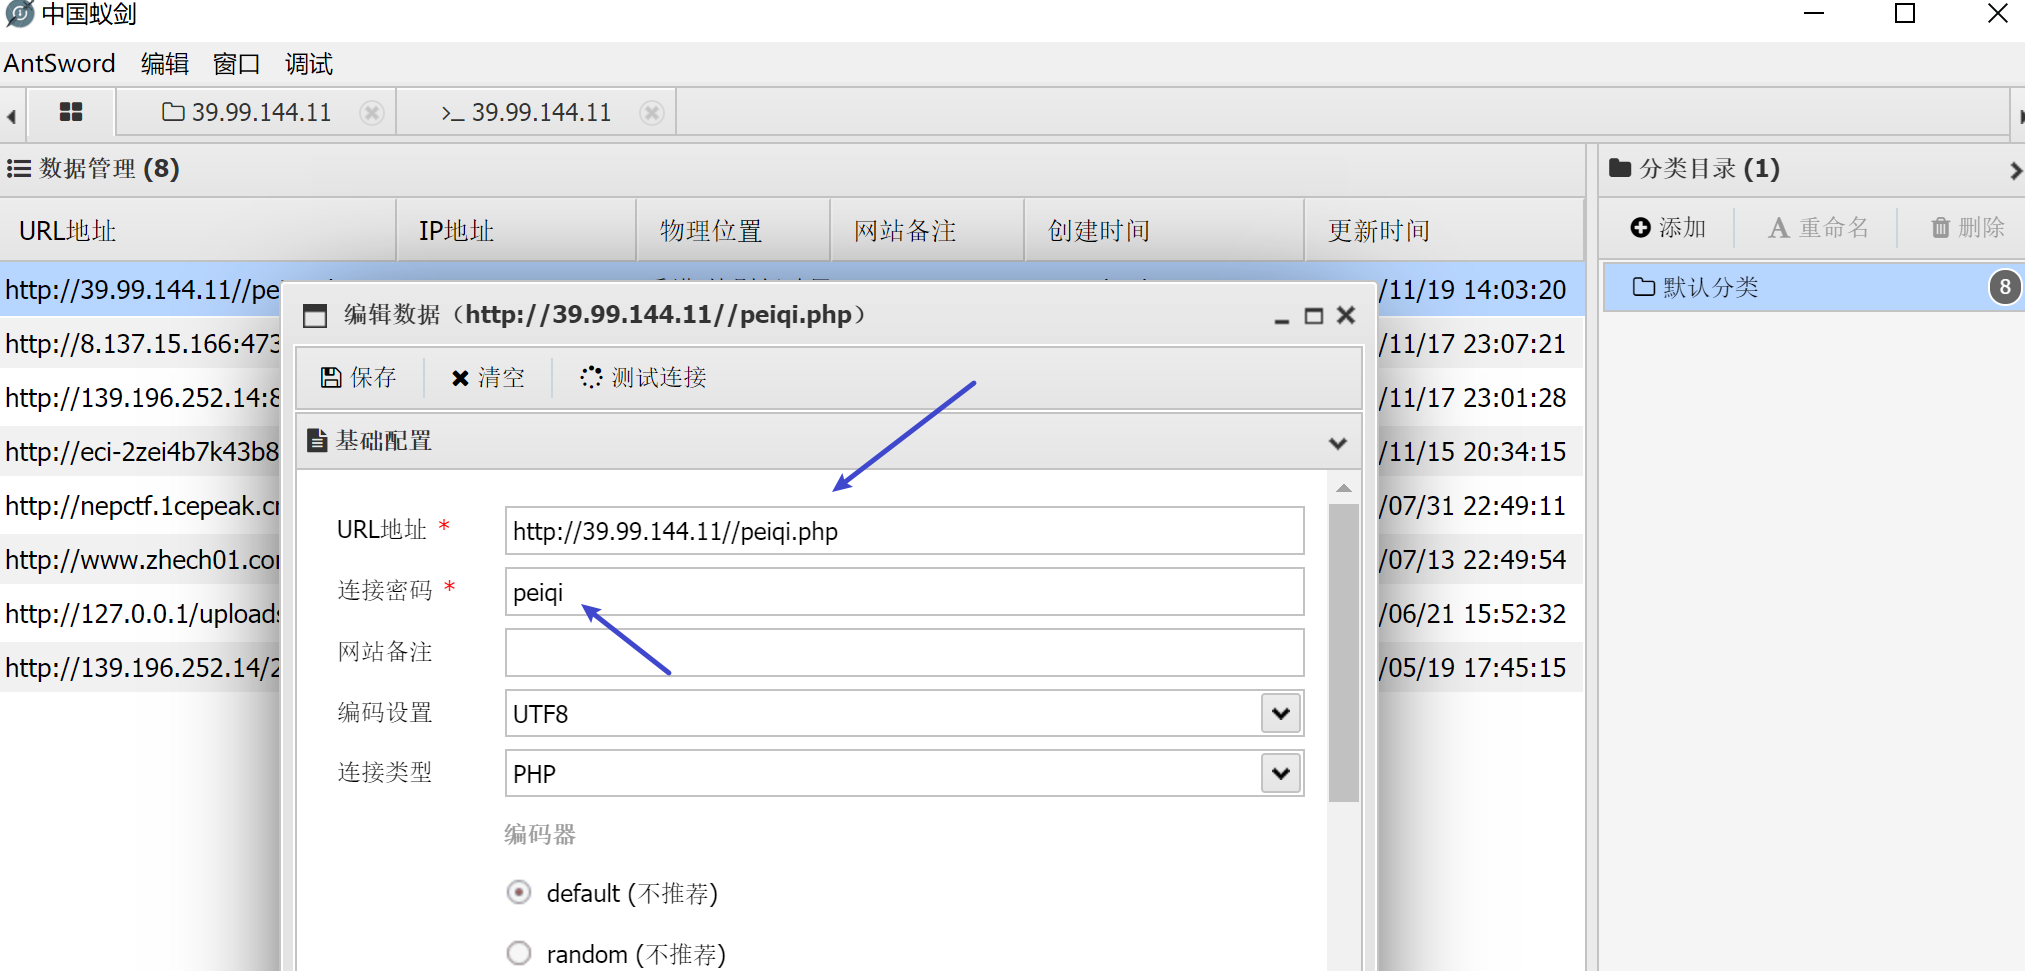 中国蚁剑
AntSword 编辑 窗口 调试
39.99.144.11 >_ 39.99.144.11
数据管理 (8) 分类目录 (1)
URL地址 IP地址 物理位置 网站备注 创建时间 更新时间
添加 重命名 删除
http://39.99.144.11//pe /11/19 14:03:20
默认分类 8
http://8.137.15.166:473 /11/17 23:07:21
http://139.196.252.14:8 /11/17 23:01:28
http://eci-2zei4b7k43b8 /11/15 20:34:15
http://nepctf.1cepeak.c /07/31 22:49:11
http://www.zhech01.co /07/13 22:49:54
http://127.0.0.1/upload /06/21 15:52:32
http://139.196.252.14/2 /05/19 17:45:15
编辑数据（http://39.99.144.11//peiqi.php）
保存 清空 测试连接
基础配置
URL地址 * http://39.99.144.11//peiqi.php
连接密码 * peiqi
网站备注
编码设置 UTF8
连接类型 PHP
编码器
default (不推荐)
random (不推荐)